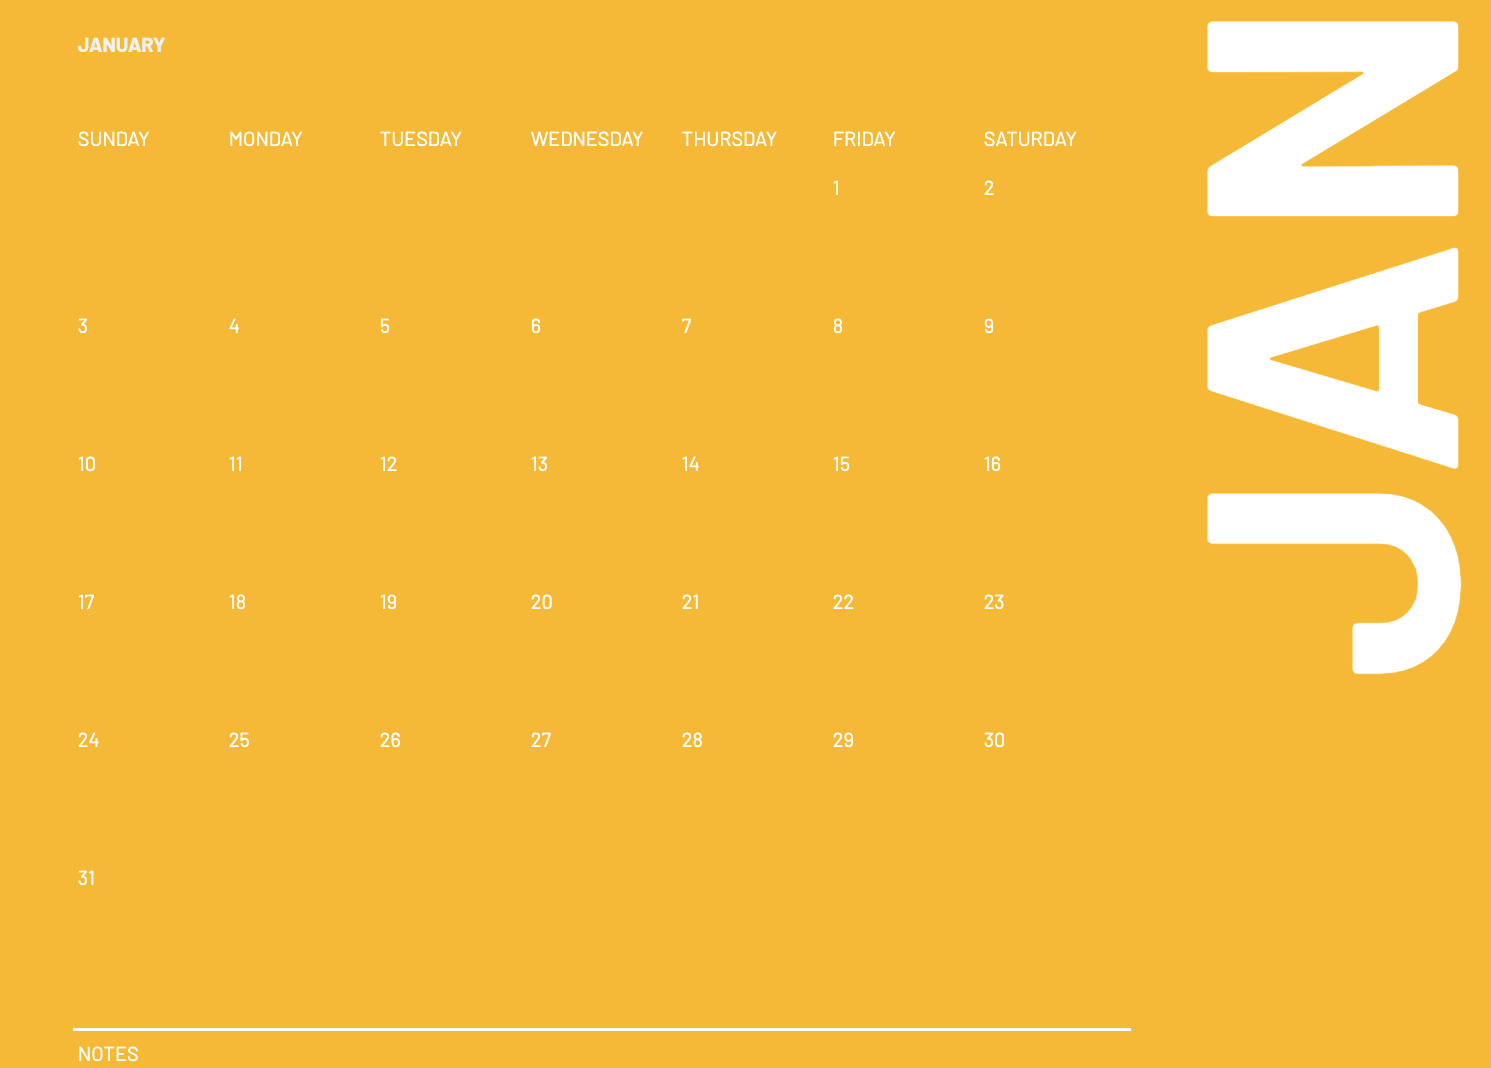 JANUARY
SUNDAY MONDAY TUESDAY WEDNESDAY THURSDAY FRIDAY SATURDAY
1 2
3 4 5 6 7 8 9
10 11 12 13 14 15 16
17 18 19 20 21 22 23
24 25 26 27 28 29 30
31
NOTES
JAN